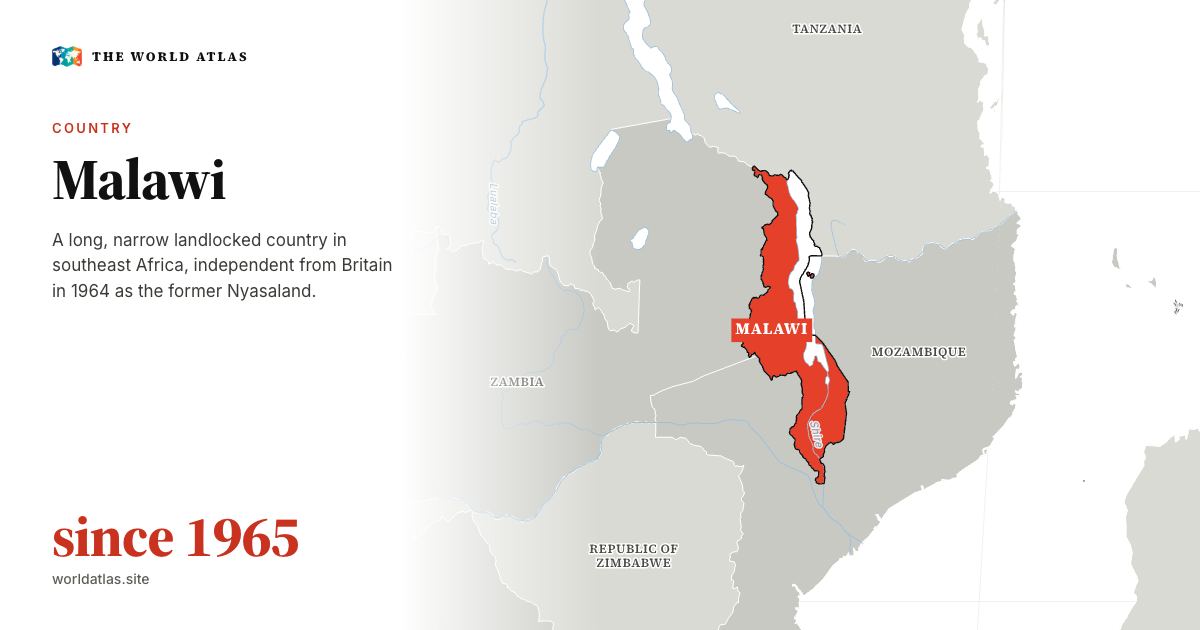 THE WORLD ATLAS
COUNTRY
Malawi
A long, narrow landlocked country in
southeast Africa, independent from Britain
in 1964 as the former Nyasaland.
since 1965
worldatlas.site
TANZANIA
Lualaba
MALAWI
MOZAMBIQUE
ZAMBIA
Shire
REPUBLIC OF
ZIMBABWE